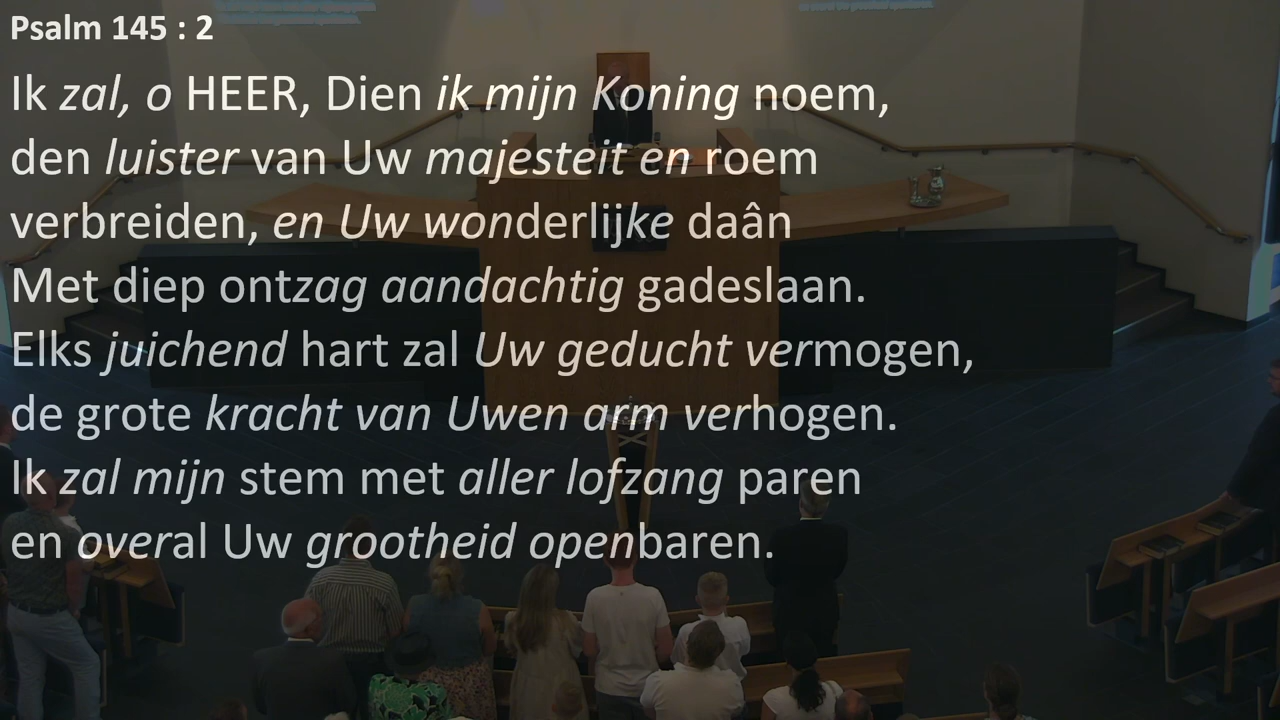 Psalm 145 : 2
Ik zal, o HEER, Dien ik mijn Koning noem,
den luister van Uw majesteit en roem
verbreiden, en Uw wonderlijke daân
Met diep ontzag aandachtig gadeslaan.
Elks juichend hart zal Uw geducht vermogen,
de grote kracht van Uwen arm verhogen.
Ik zal mijn stem met aller lofzang paren
en overal Uw grootheid openbaren.